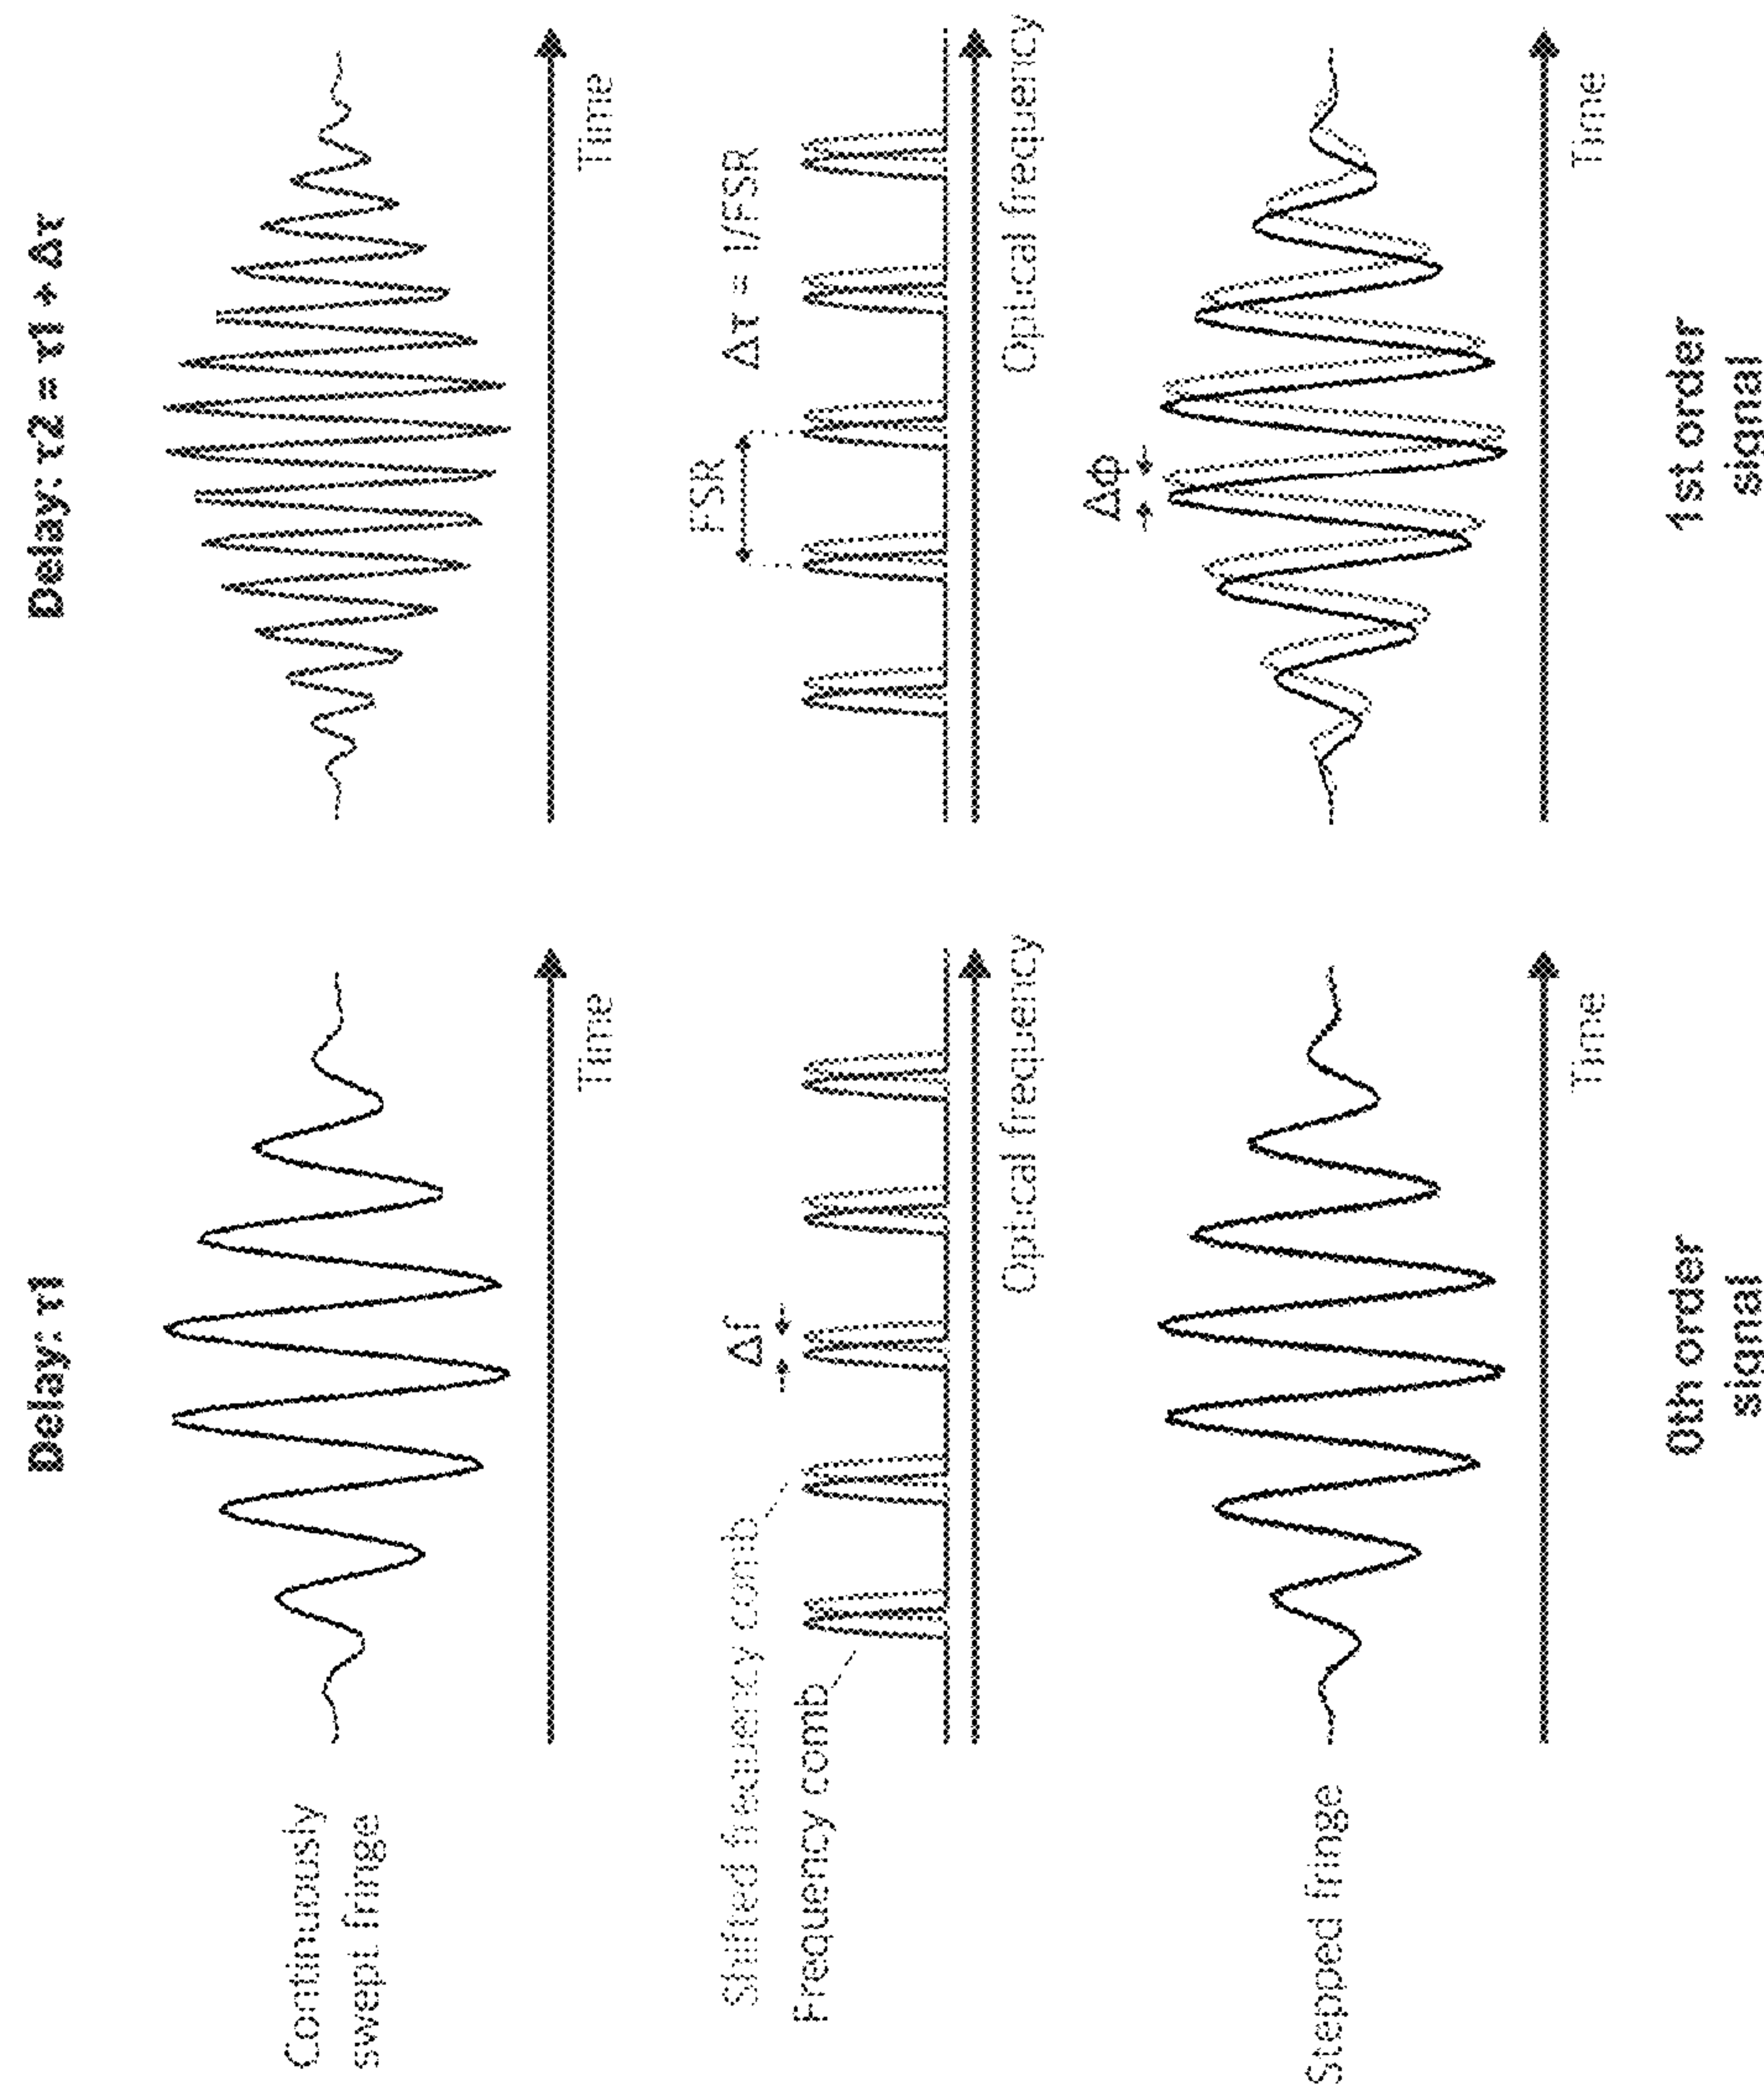 Delay: τ1
Delay: τ2 = τ1 + Δτ
Continuously
swept fringe
Time
Time
Shifted frequency comb
Frequency comb
Δf
FSR
Δτ = 1/FSR
Optical frequency
Optical frequency
Stepped fringe
Δϕ
Time
Time
0th order
signal
1st order
signal